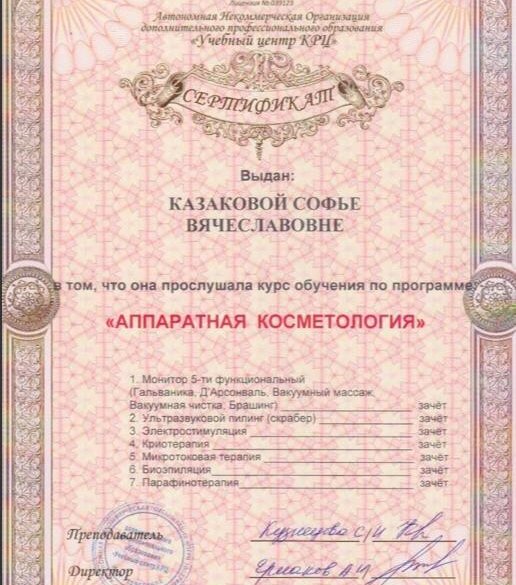 Лицензия № 039123
Автономная Некоммерческая Организация
дополнительного профессионального образования
«Учебный центр КРЦ»
СЕРТИФИКАТ
Выдан:
КАЗАКОВОЙ СОФЬЕ
ВЯЧЕСЛАВОВНЕ
в том, что она прослушала курс обучения по программе:
«АППАРАТНАЯ КОСМЕТОЛОГИЯ»
1. Монитор 5-ти функциональный
(Гальваника, Д'Арсонваль, Вакуумный массаж,
Вакуумная чистка, Брашинг) зачёт
2. Ультразвуковой пилинг (скрабер) зачёт
3. Электростимуляция зачёт
4. Криотерапия зачёт
5. Микротоковая терапия зачёт
6. Биоэпиляция зачёт
7. Парафинотерапия зачёт
Преподаватель Кузнецова С.И
Директор Ермаков А.И